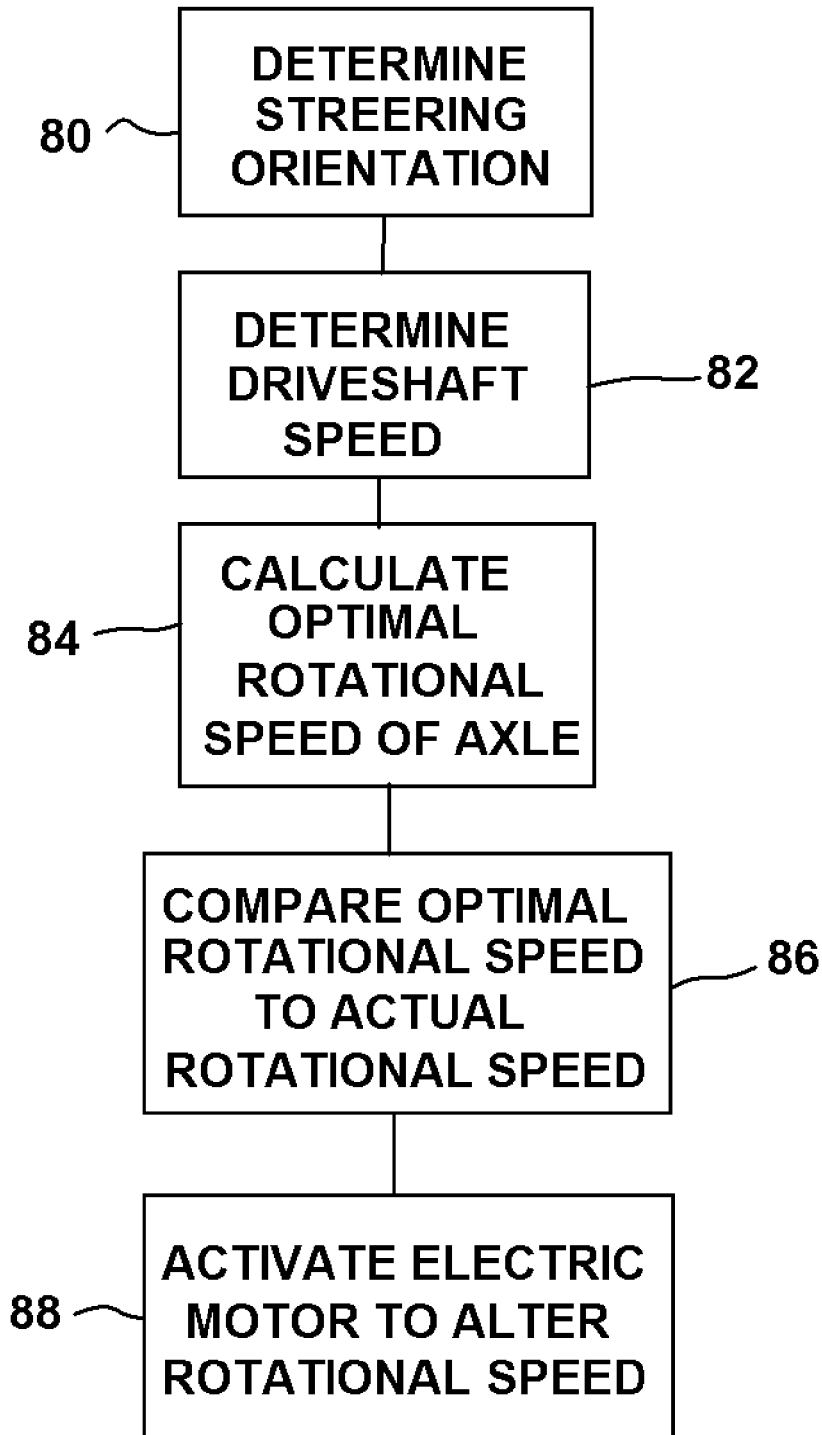 DETERMINE
STREERING
ORIENTATION
80
DETERMINE
DRIVESHAFT
SPEED
82
CALCULATE
OPTIMAL
ROTATIONAL
SPEED OF AXLE
84
COMPARE OPTIMAL
ROTATIONAL SPEED
TO ACTUAL
ROTATIONAL SPEED
86
ACTIVATE ELECTRIC
MOTOR TO ALTER
ROTATIONAL SPEED
88